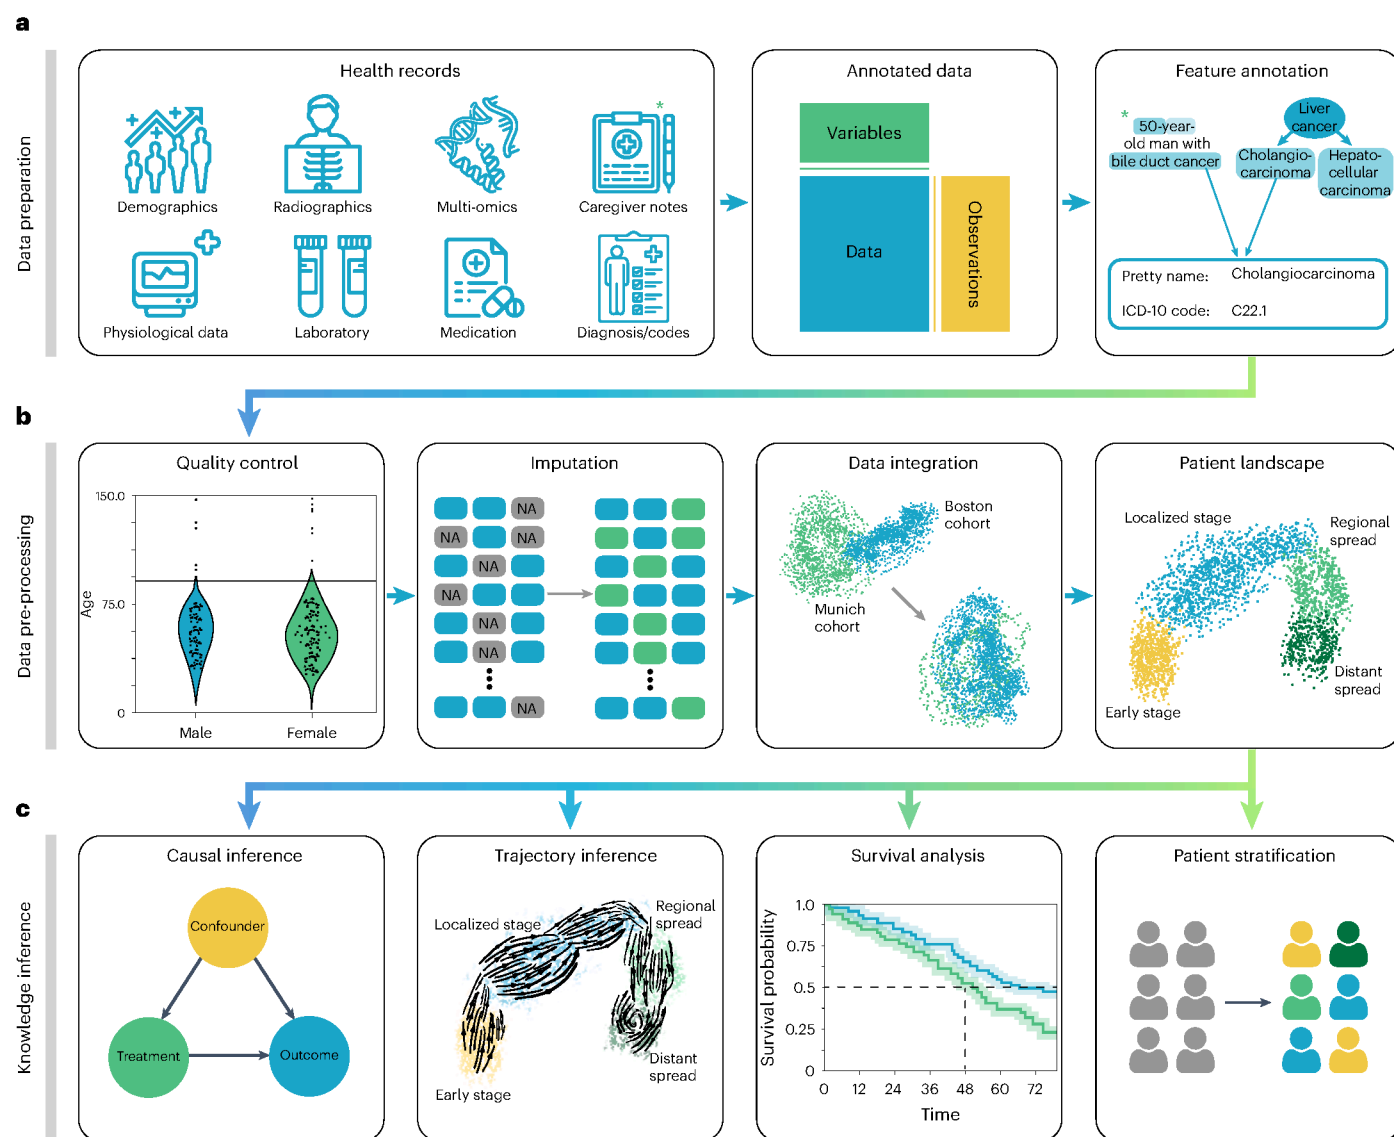 a
Data preparation
Health records
Demographics
Radiographics
Multi-omics
*
Caregiver notes
Physiological data
Laboratory
Medication
Diagnosis/codes
Annotated data
Variables
Data
Observations
Feature annotation
* 50-year-
old man with
bile duct cancer
Liver
cancer
Cholangio-
carcinoma
Hepato-
cellular
carcinoma
Pretty name: Cholangiocarcinoma
ICD-10 code: C22.1
b
Data pre-processing
Quality control
150.0
75.0
0
Age
Male
Female
Imputation
NA
NA NA
NA
NA
NA
NA
NA
Data integration
Boston
cohort
Munich
cohort
Patient landscape
Localized stage
Regional
spread
Distant
spread
Early stage
c
Knowledge inference
Causal inference
Confounder
Treatment
Outcome
Trajectory inference
Localized stage
Regional
spread
Distant
spread
Early stage
Survival analysis
Survival probability
1.0
0.75
0.5
0.25
0
0 12 24 36 48 60 72
Time
Patient stratification